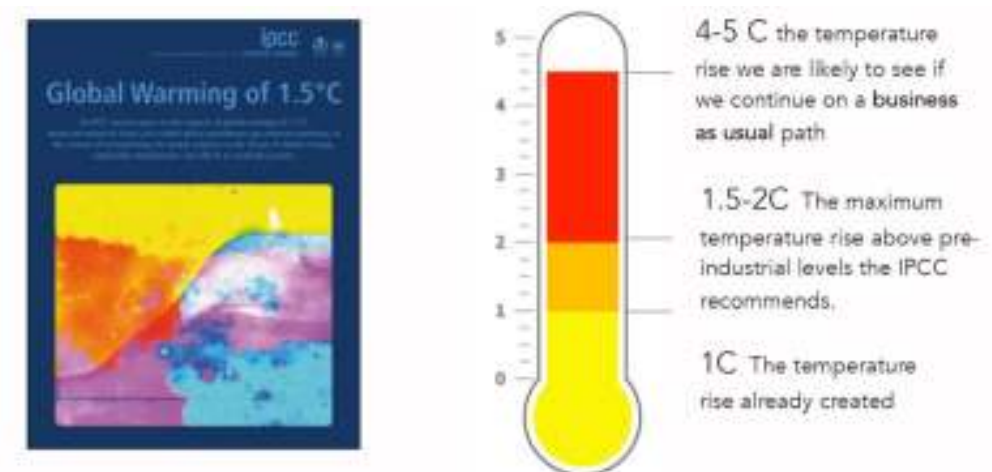 ipcc
Global Warming of 1.5°C
5
4
3
2
1
0
4-5 C the temperature
rise we are likely to see if
we continue on a business
as usual path
1.5-2C The maximum
temperature rise above pre-
industrial levels the IPCC
recommends.
1C The temperature
rise already created